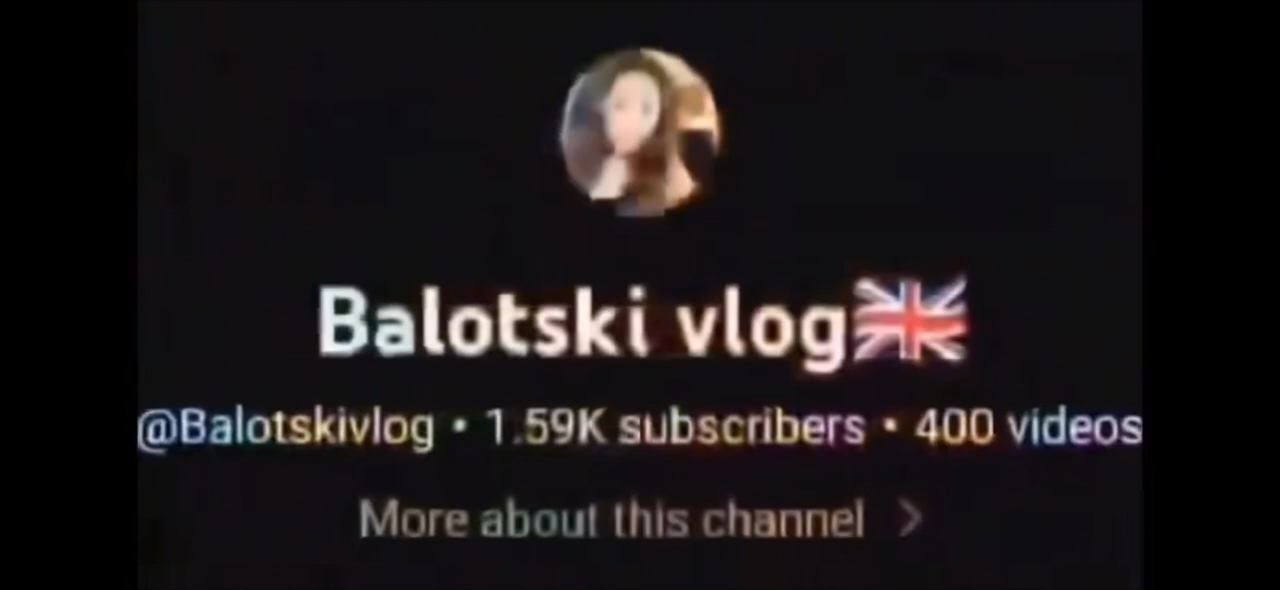 Balotski vlog🇬🇧
@Balotskivlog • 1.59K subscribers • 400 videos
More about this channel >